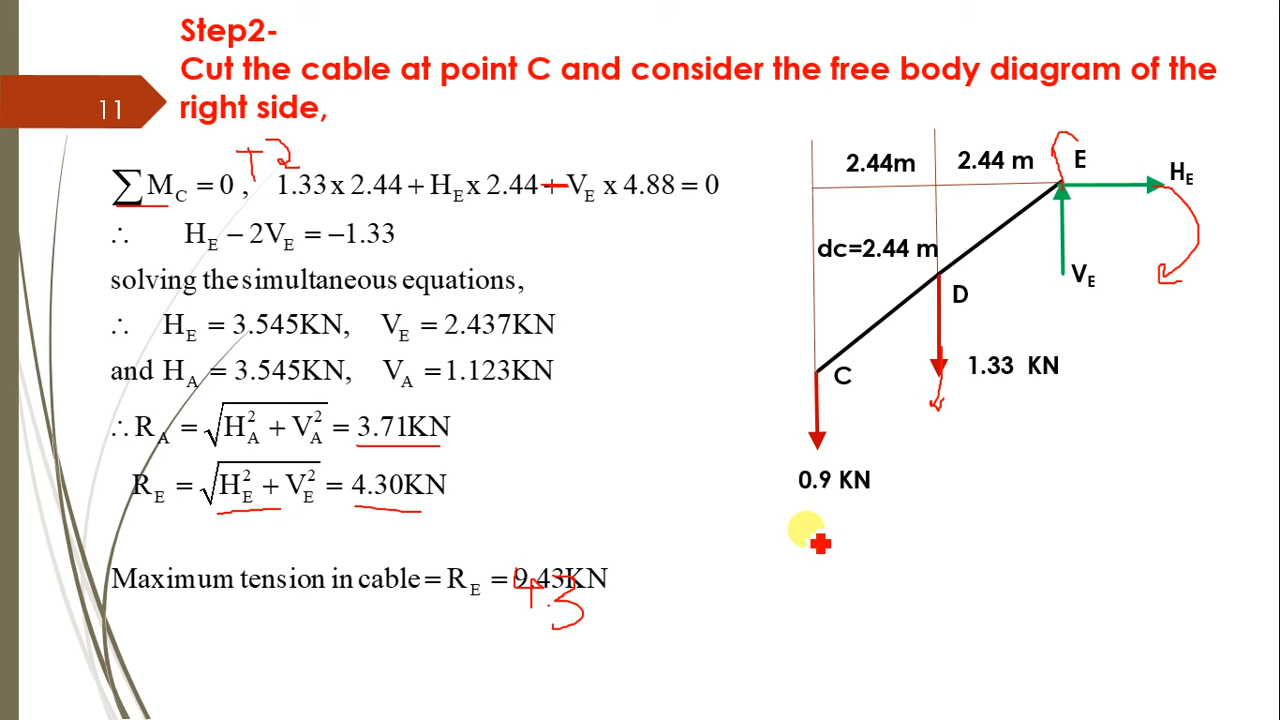 Step2-
Cut the cable at point C and consider the free body diagram of the
right side,
11
T2
∑M_C = 0 , 1.33 x 2.44 + H_E x 2.44 − V_E x 4.88 = 0
∴ H_E − 2V_E = −1.33
solving the simultaneous equations,
∴ H_E = 3.545KN, V_E = 2.437KN
and H_A = 3.545KN, V_A = 1.123KN
∴ R_A = √(H_A² + V_A²) = 3.71KN
R_E = √(H_E² + V_E²) = 4.30KN
Maximum tension in cable = R_E = 9.43KN
4.3
2.44m
2.44 m
E
H_E
dc=2.44 m
V_E
D
C
1.33 KN
0.9 KN